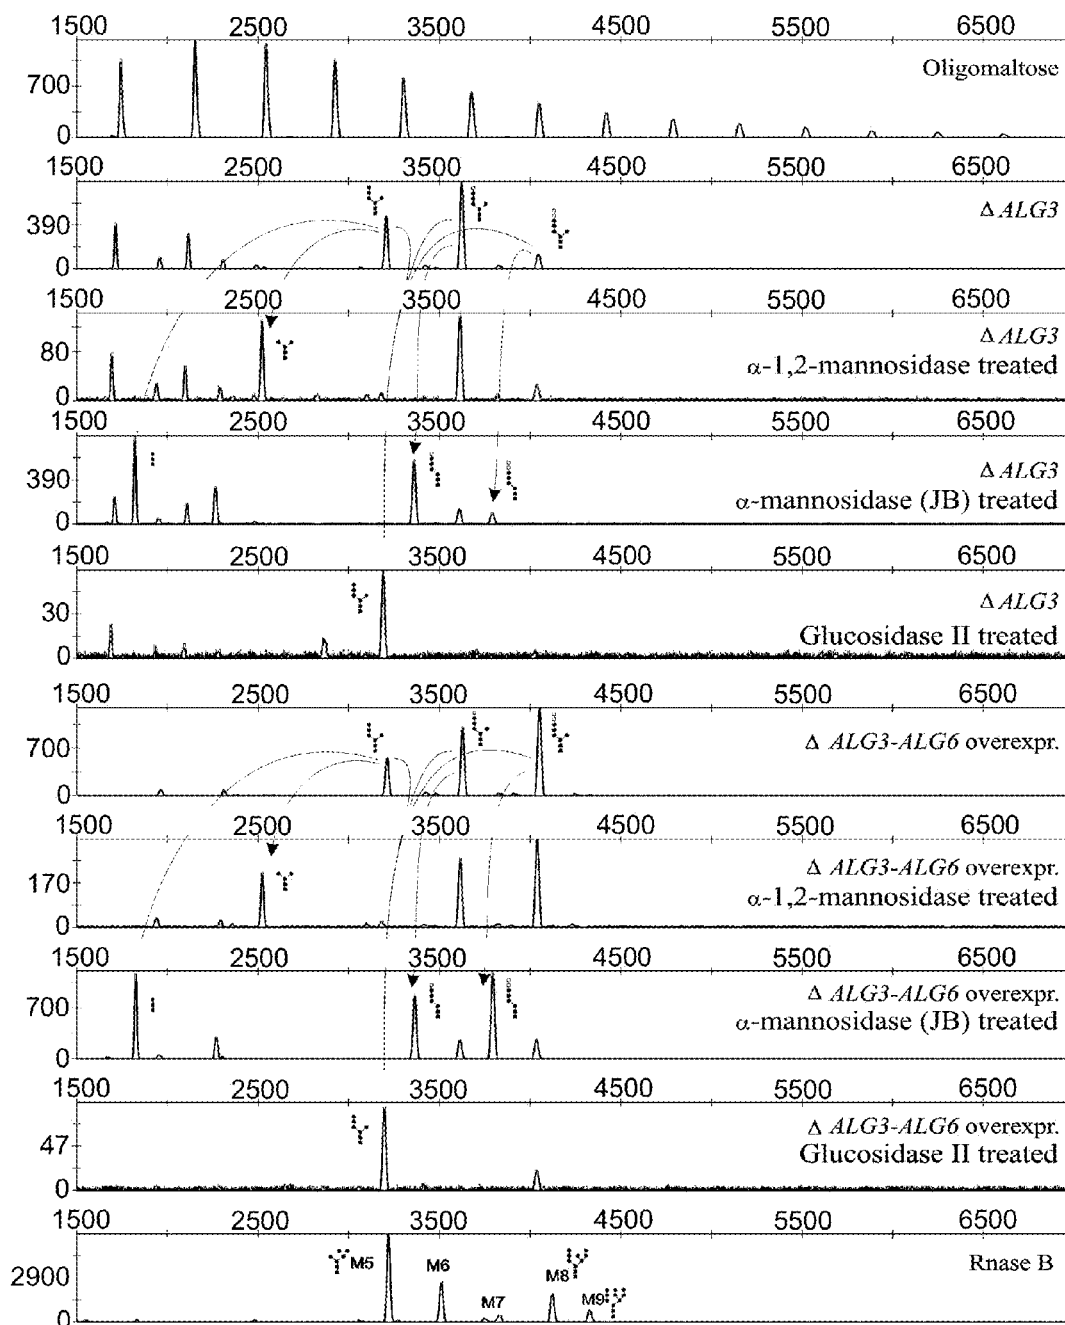 1500 2500 3500 4500 5500 6500
Oligomaltose
700
0
1500 2500 3500 4500 5500 6500
Δ ALG3
390
0
1500 2500 3500 4500 5500 6500
Δ ALG3
α-1,2-mannosidase treated
80
0
1500 2500 3500 4500 5500 6500
Δ ALG3
α-mannosidase (JB) treated
390
0
1500 2500 3500 4500 5500 6500
Δ ALG3
Glucosidase II treated
30
0
1500 2500 3500 4500 5500 6500
Δ ALG3-ALG6 overexpr.
700
0
1500 2500 3500 4500 5500 6500
Δ ALG3-ALG6 overexpr.
α-1,2-mannosidase treated
170
0
1500 2500 3500 4500 5500 6500
Δ ALG3-ALG6 overexpr.
α-mannosidase (JB) treated
700
0
1500 2500 3500 4500 5500 6500
Δ ALG3-ALG6 overexpr.
Glucosidase II treated
47
0
1500 2500 3500 4500 5500 6500
Rnase B
M5 M6 M7 M8 M9
2900
0